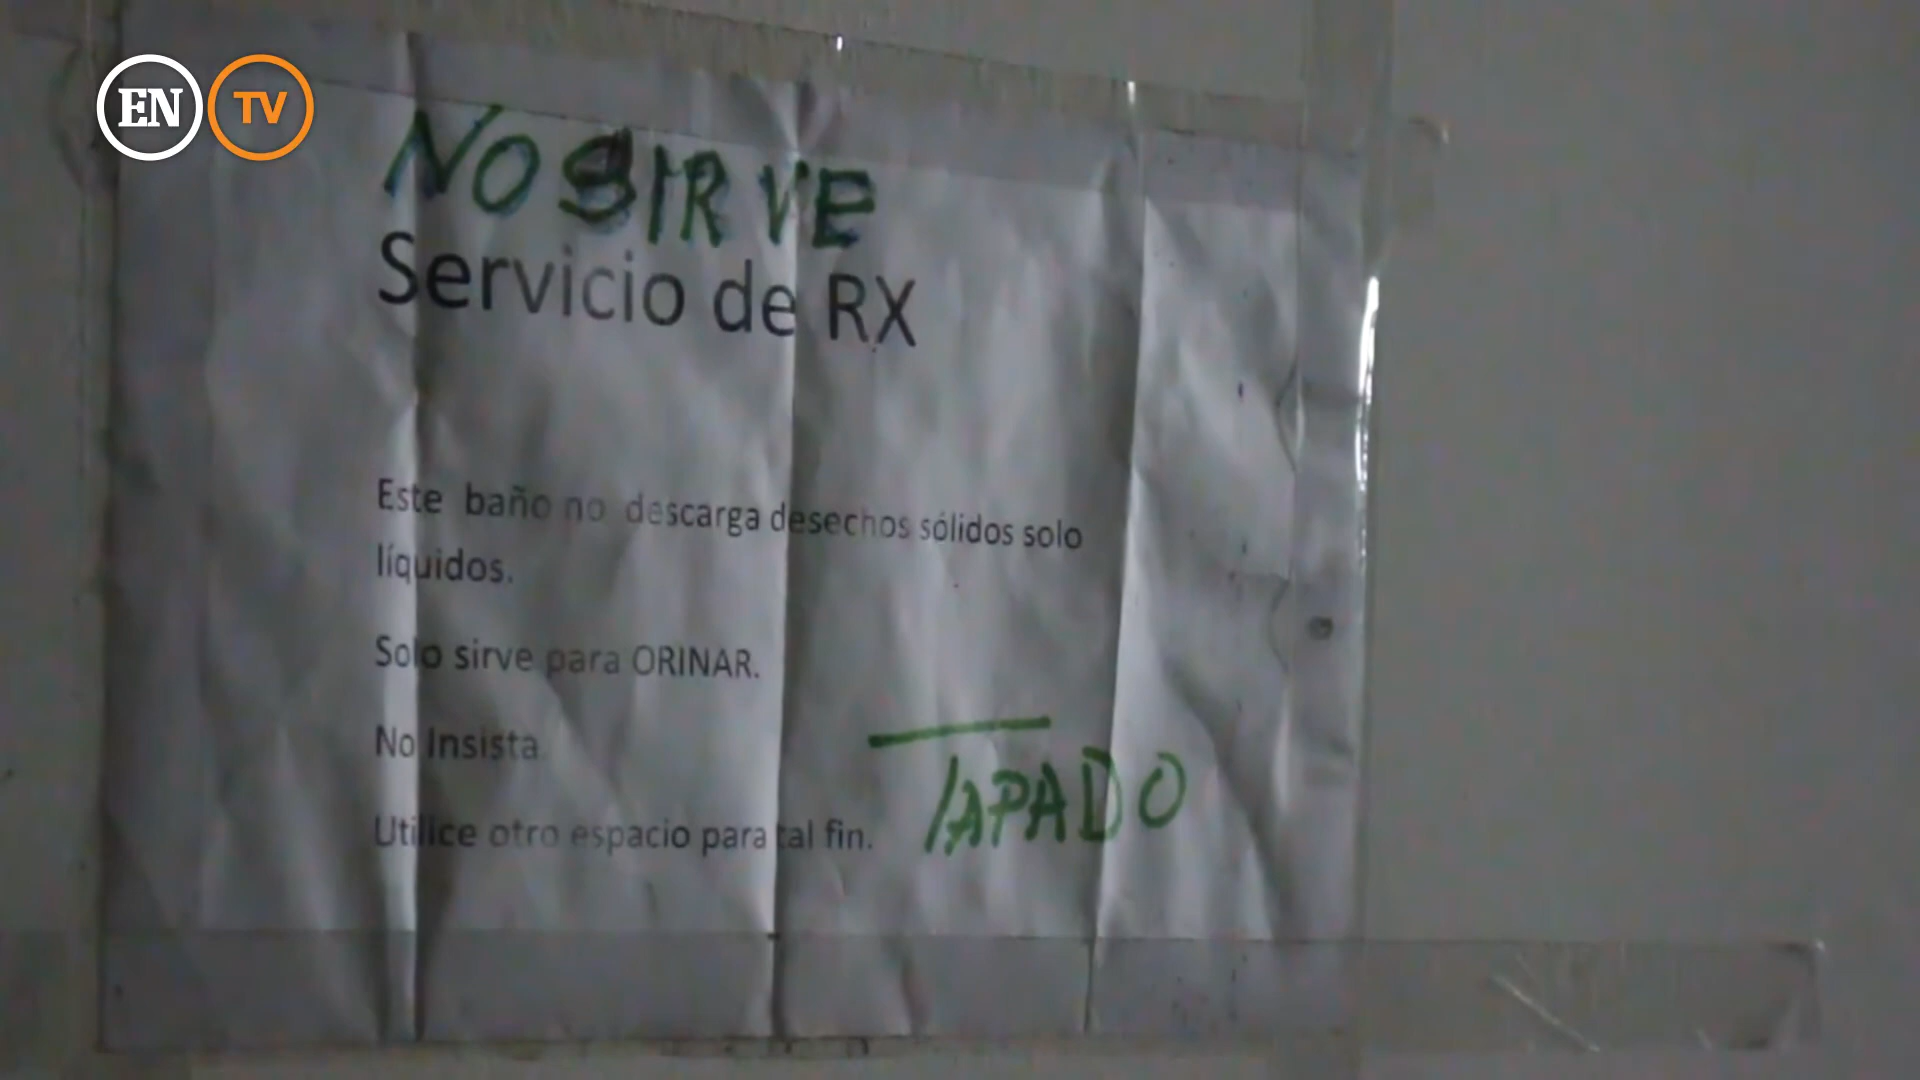 EN TV
NO SIRVE
Servicio de RX
Este baño no descarga desechos sólidos solo
líquidos.
Solo sirve para ORINAR.
No Insista
Utilice otro espacio para tal fin.
TAPADO